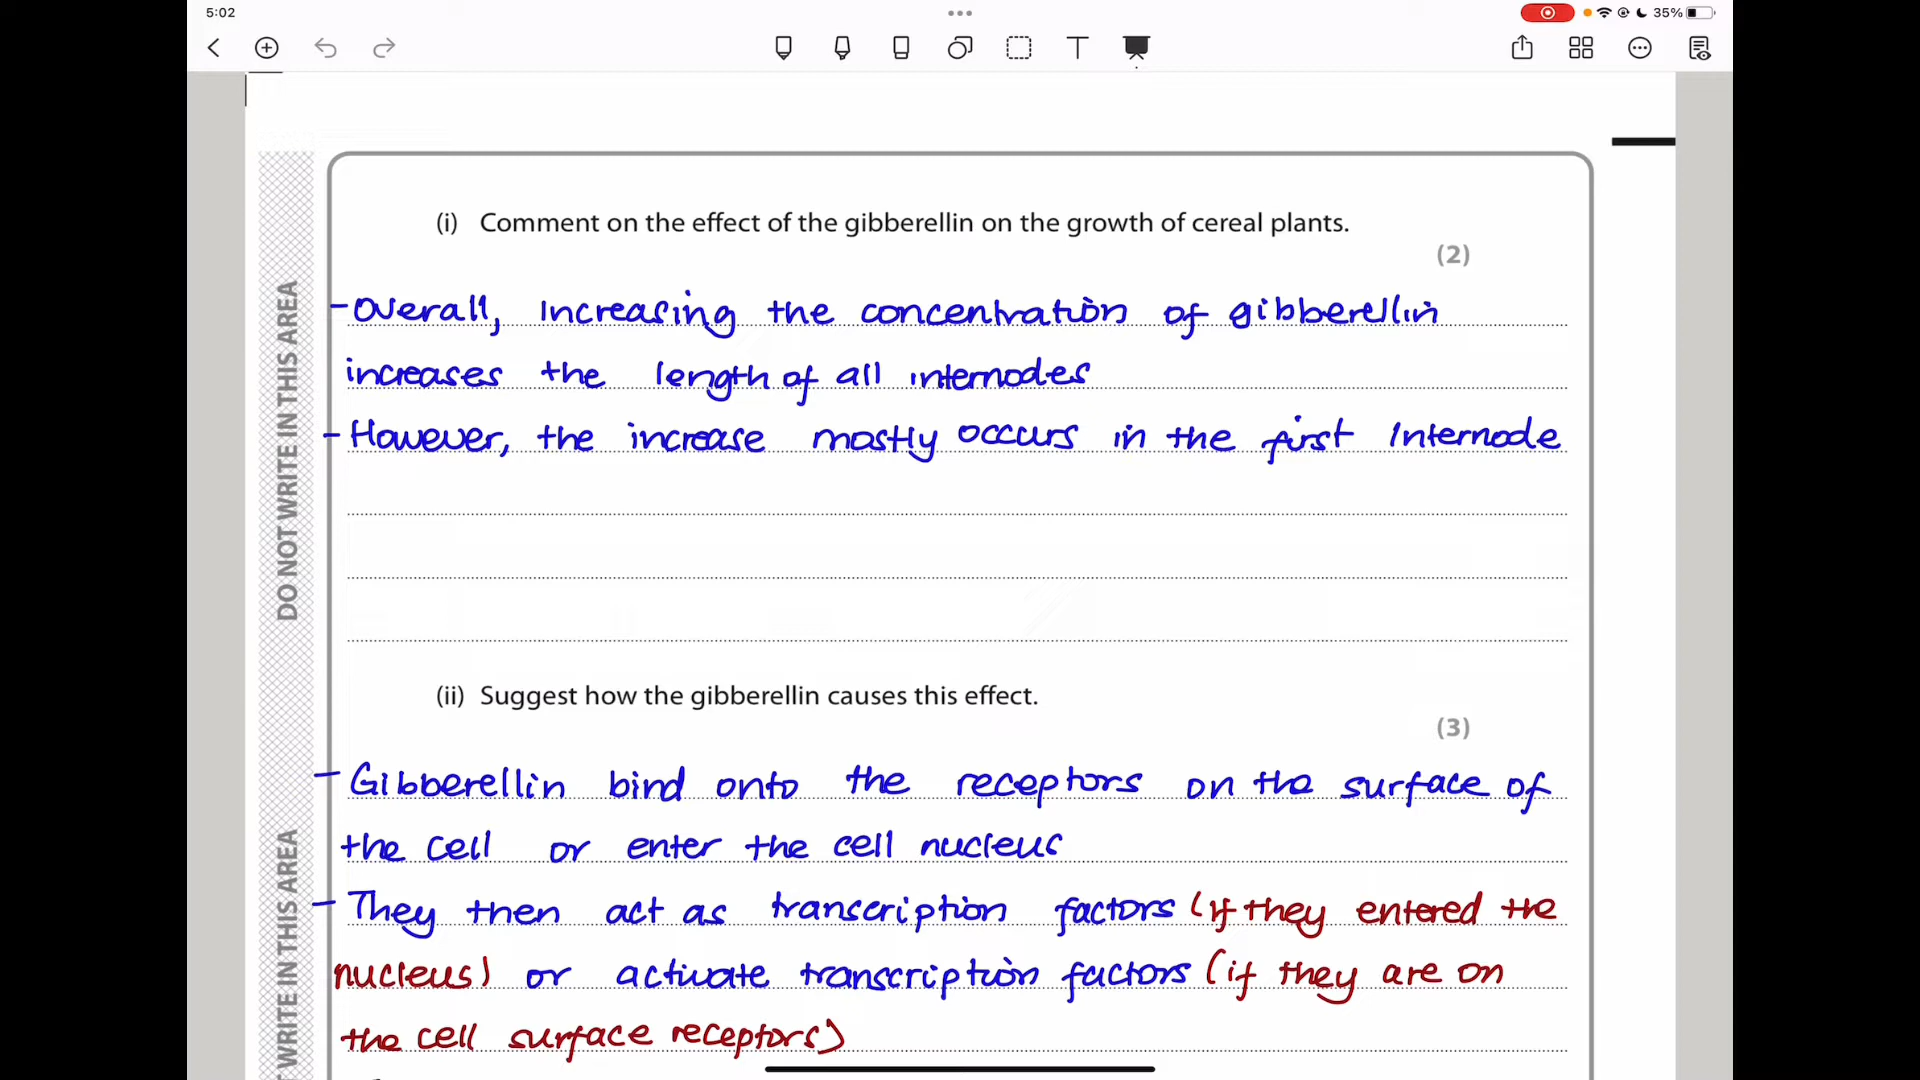 5:02
35%
T
(i) Comment on the effect of the gibberellin on the growth of cereal plants.
(2)
- Overall, increasing the concentration of gibberellin
increases the length of all internodes
- However, the increase mostly occurs in the first internode
(ii) Suggest how the gibberellin causes this effect.
(3)
- Gibberellin bind onto the receptors on the surface of
the cell or enter the cell nucleus
- They then act as transcription factors (if they entered the
nucleus) or activate transcription factors (if they are on
the cell surface receptors)
DO NOT WRITE IN THIS AREA
WRITE IN THIS AREA